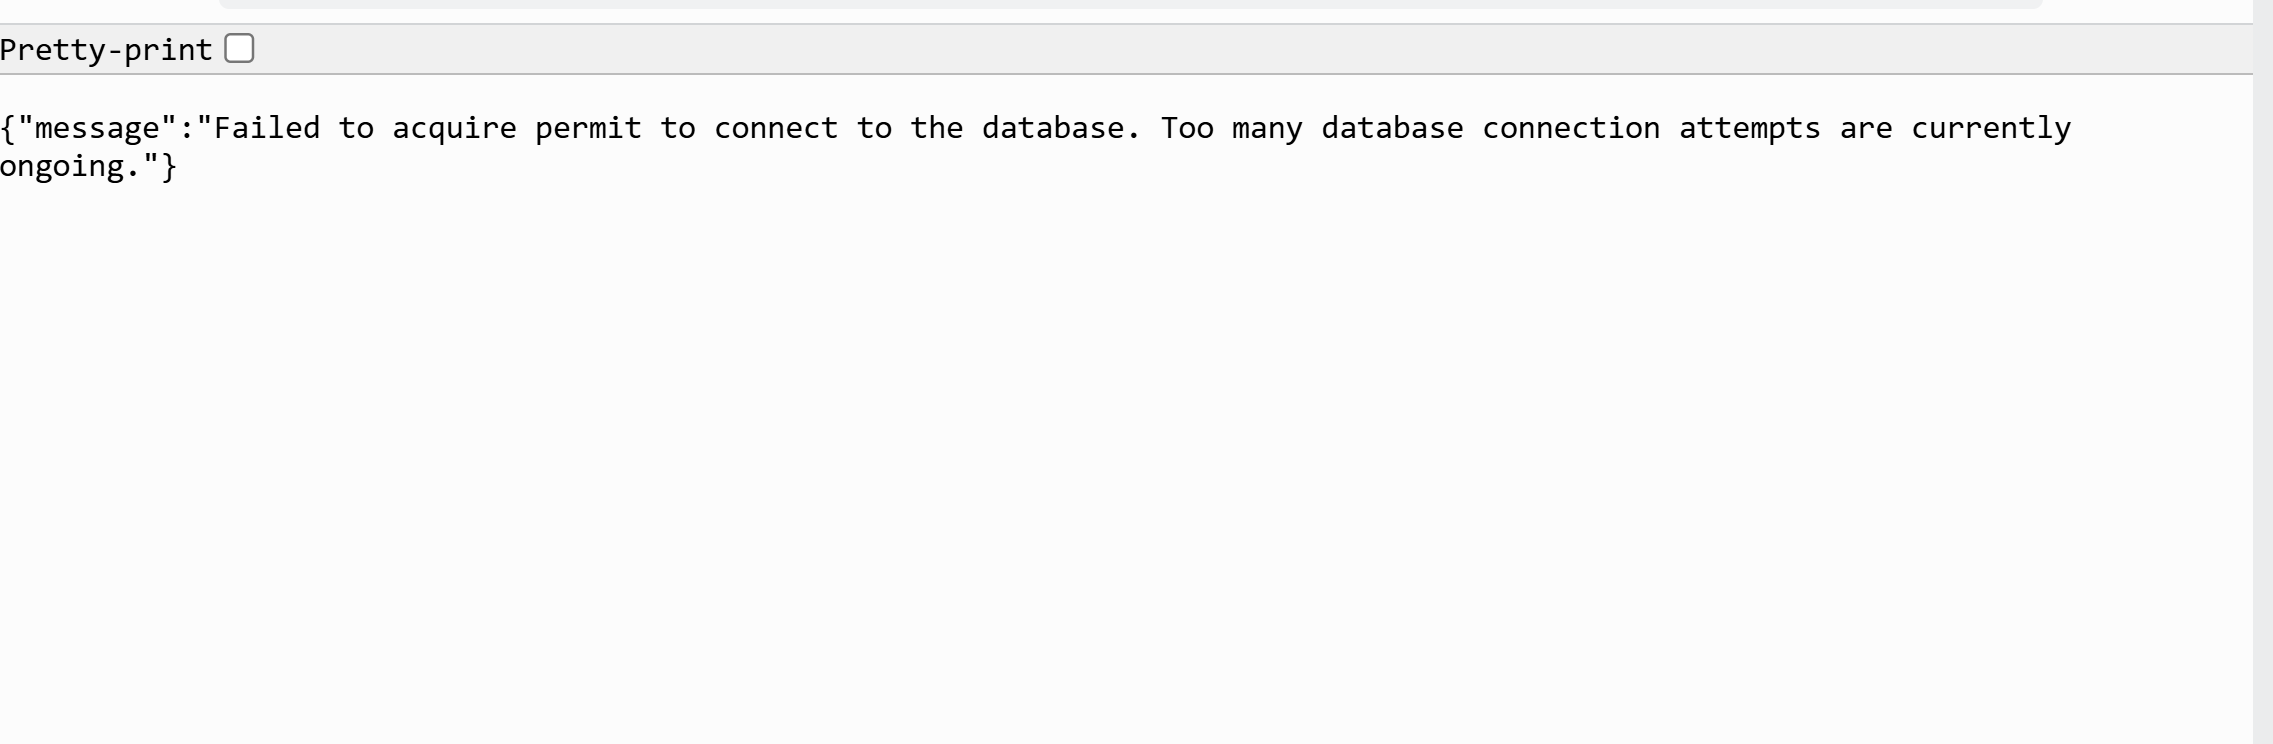 Pretty-print
{"message":"Failed to acquire permit to connect to the database. Too many database connection attempts are currently
ongoing."}